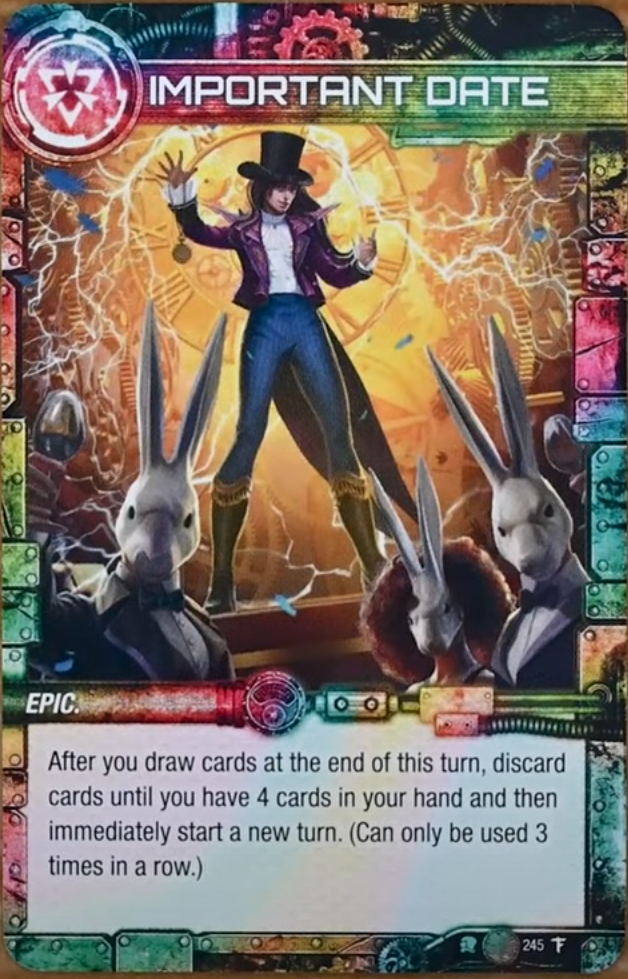 IMPORTANT DATE
EPIC.
After you draw cards at the end of this turn, discard
cards until you have 4 cards in your hand and then
immediately start a new turn. (Can only be used 3
times in a row.)
245